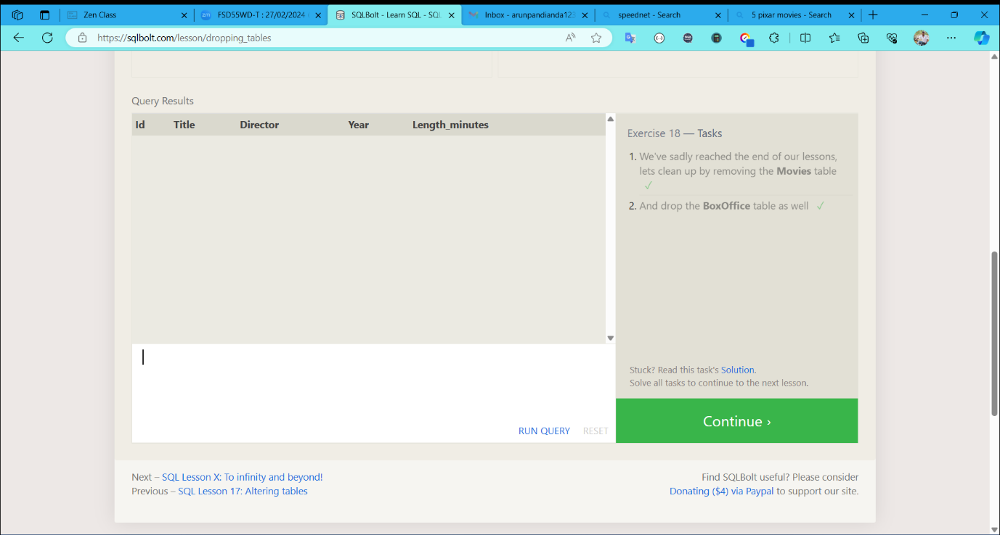 Zen Class
FSD55WD-T : 27/02/2024
SQLBolt - Learn SQL - SQL
Inbox - arunpandianda123
speednet - Search
5 pixar movies - Search
https://sqlbolt.com/lesson/dropping_tables
Query Results
Id Title Director Year Length_minutes
Exercise 18 — Tasks
1. We've sadly reached the end of our lessons,
lets clean up by removing the Movies table
✓
2. And drop the BoxOffice table as well ✓
Stuck? Read this task's Solution.
Solve all tasks to continue to the next lesson.
Continue ›
RUN QUERY RESET
Next – SQL Lesson X: To infinity and beyond!
Previous – SQL Lesson 17: Altering tables
Find SQLBolt useful? Please consider
Donating ($4) via Paypal to support our site.